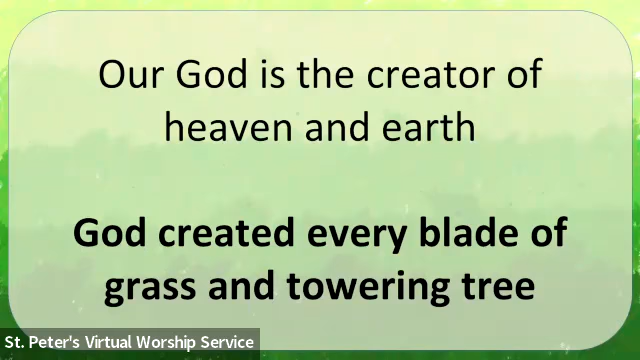 Our God is the creator of
heaven and earth
God created every blade of
grass and towering tree
St. Peter's Virtual Worship Service